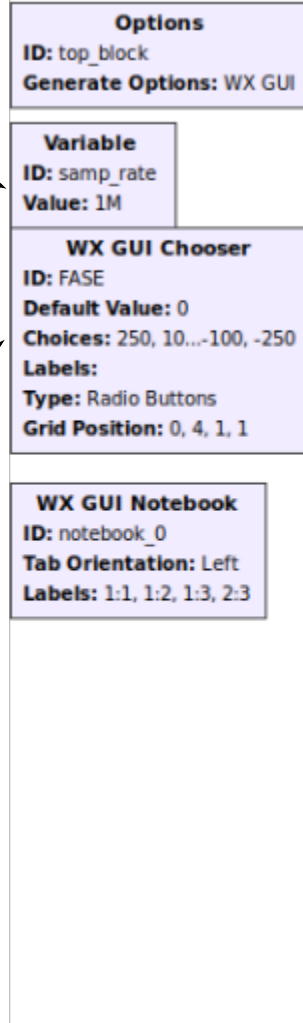 Options
ID: top_block
Generate Options: WX GUI
Variable
ID: samp_rate
Value: 1M
WX GUI Chooser
ID: FASE
Default Value: 0
Choices: 250, 10...-100, -250
Labels:
Type: Radio Buttons
Grid Position: 0, 4, 1, 1
WX GUI Notebook
ID: notebook_0
Tab Orientation: Left
Labels: 1:1, 1:2, 1:3, 2:3